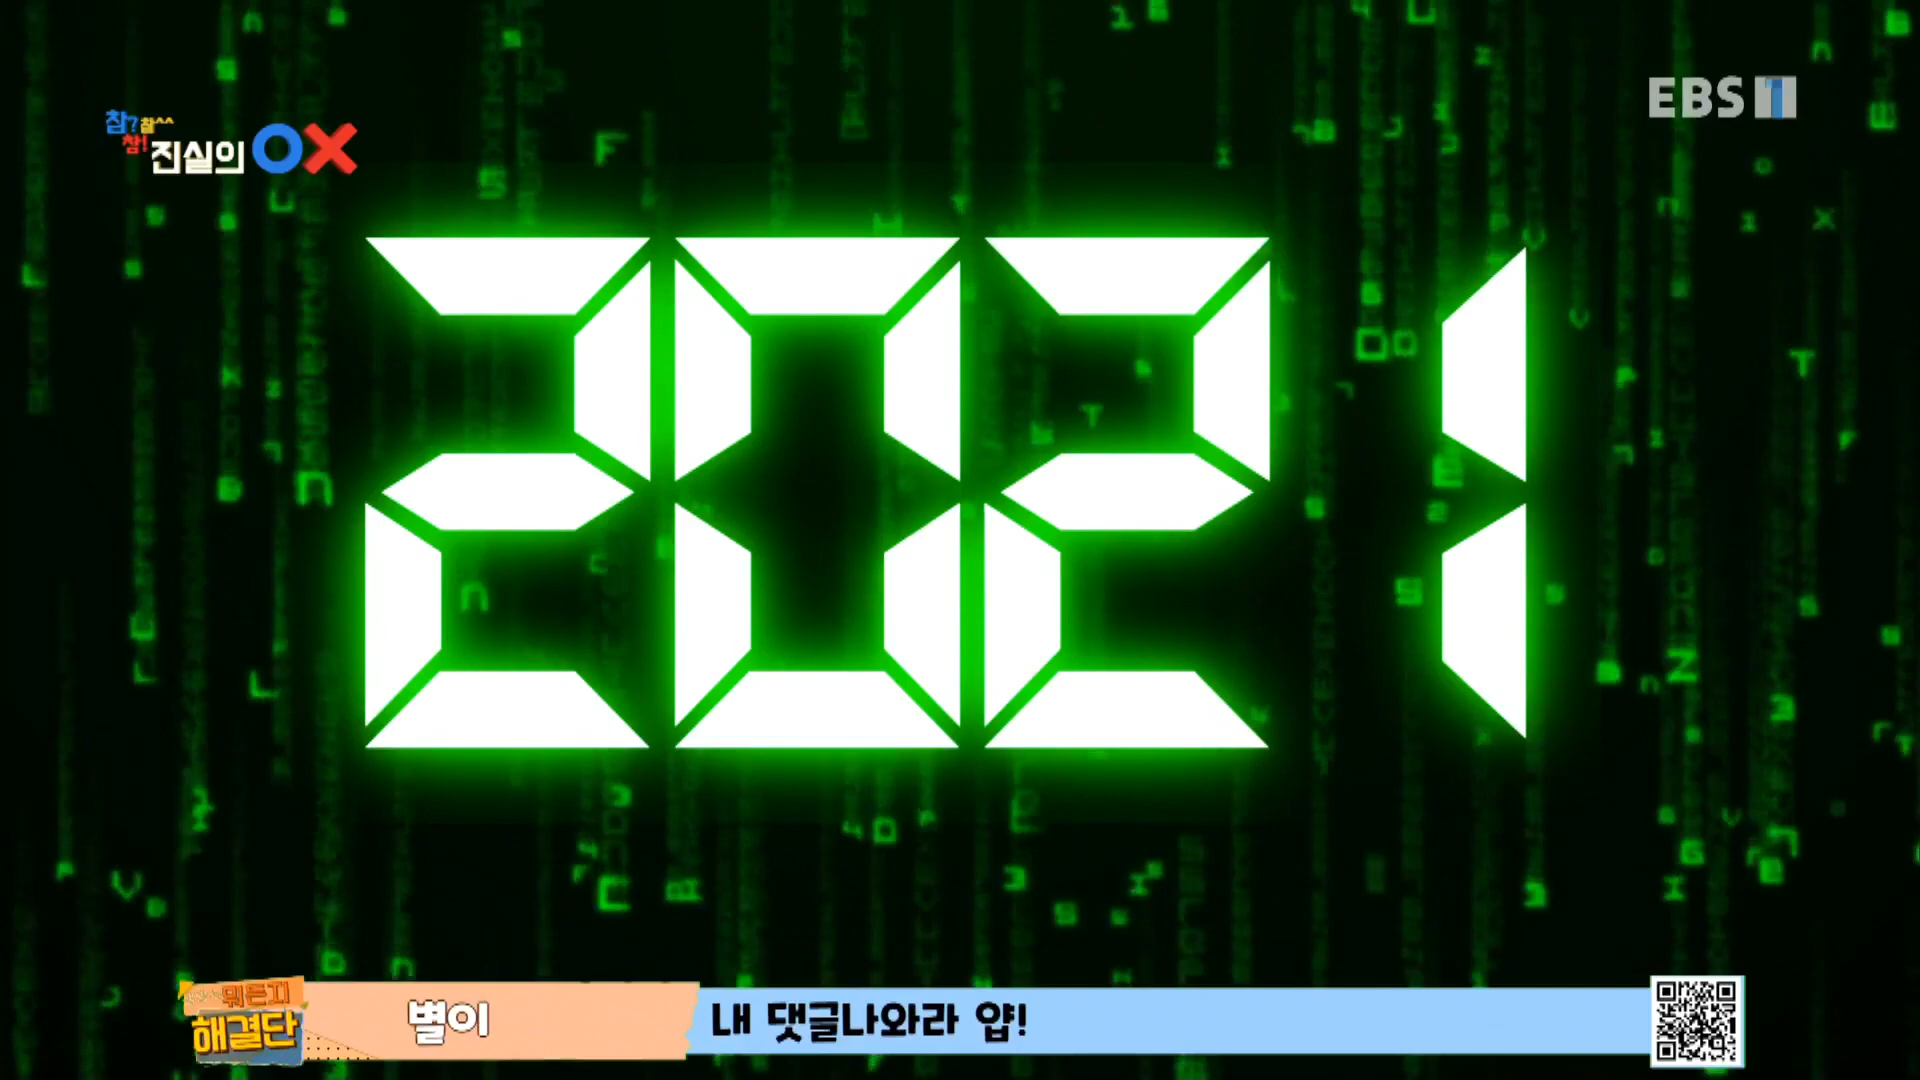 참? 참^^
참! 진실의 OX
EBS 1
2021
뭐든지
해결단
별이
내 댓글나와라 얍!